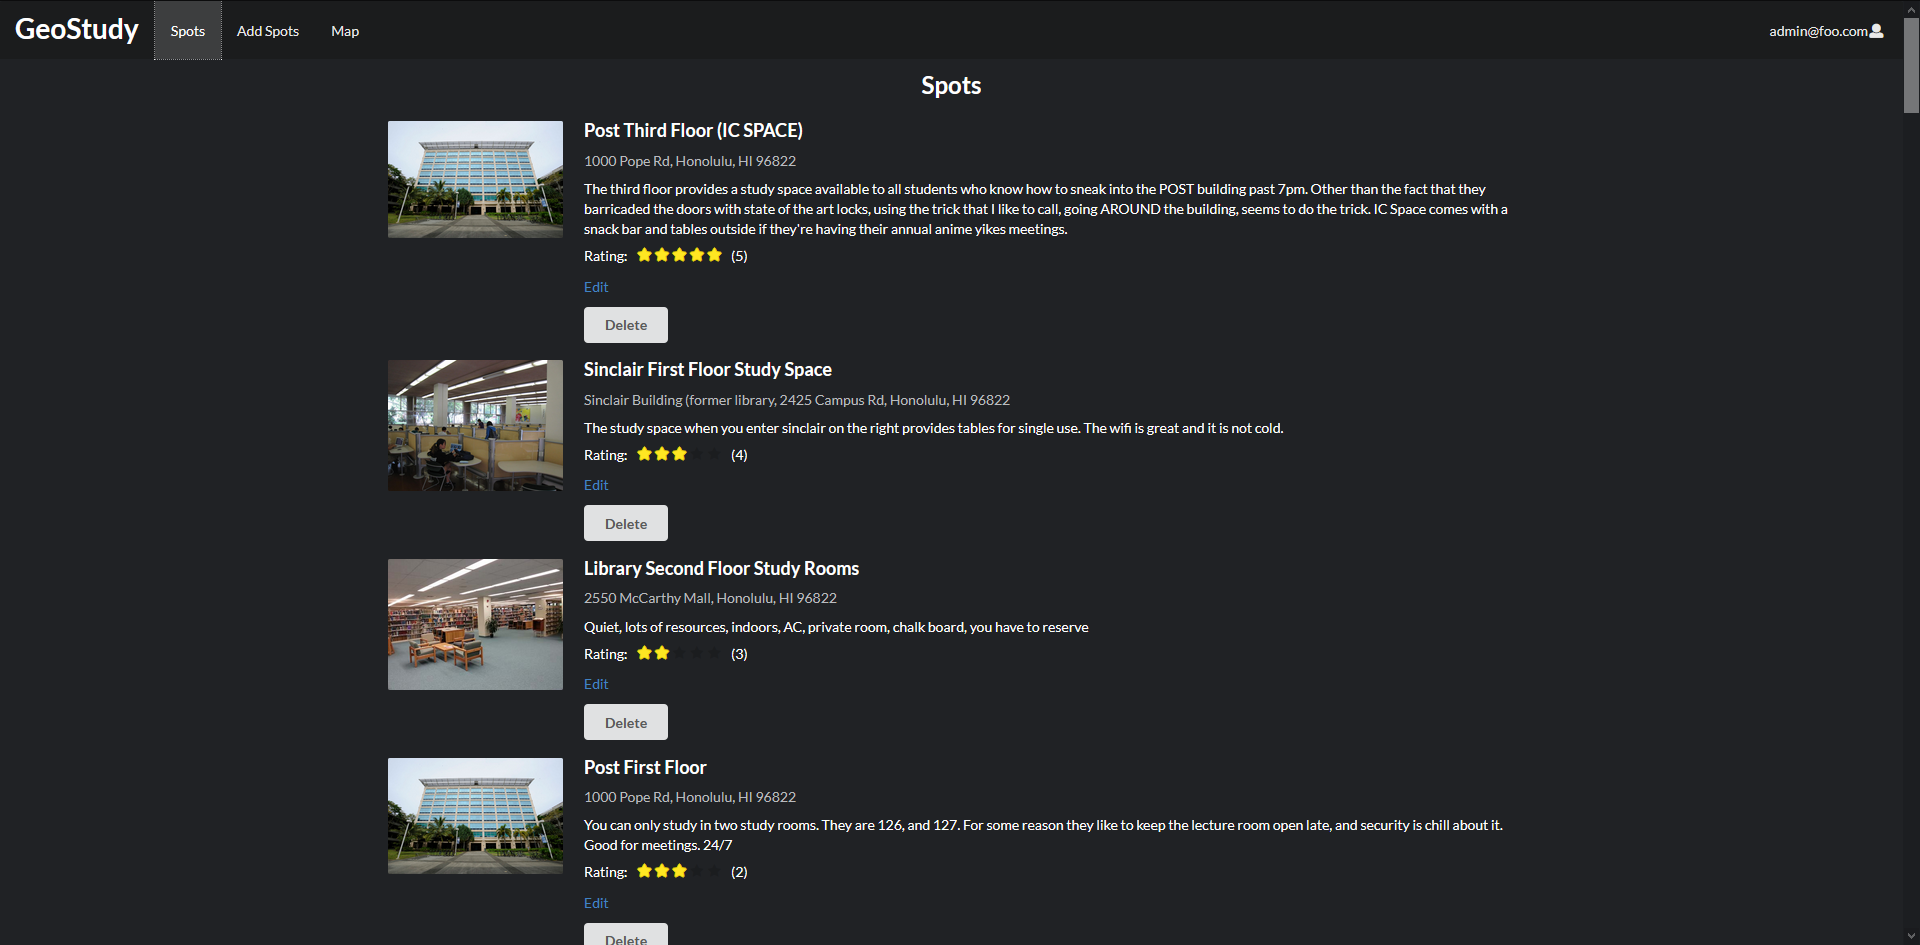 GeoStudy Spots Add Spots Map admin@foo.com
Spots
Post Third Floor (IC SPACE)
1000 Pope Rd, Honolulu, HI 96822
The third floor provides a study space available to all students who know how to sneak into the POST building past 7pm. Other than the fact that they
barricaded the doors with state of the art locks, using the trick that I like to call, going AROUND the building, seems to do the trick. IC Space comes with a
snack bar and tables outside if they're having their annual anime yikes meetings.
Rating: (5)
Edit
Delete
Sinclair First Floor Study Space
Sinclair Building (former library, 2425 Campus Rd, Honolulu, HI 96822
The study space when you enter sinclair on the right provides tables for single use. The wifi is great and it is not cold.
Rating: (4)
Edit
Delete
Library Second Floor Study Rooms
2550 McCarthy Mall, Honolulu, HI 96822
Quiet, lots of resources, indoors, AC, private room, chalk board, you have to reserve
Rating: (3)
Edit
Delete
Post First Floor
1000 Pope Rd, Honolulu, HI 96822
You can only study in two study rooms. They are 126, and 127. For some reason they like to keep the lecture room open late, and security is chill about it.
Good for meetings. 24/7
Rating: (2)
Edit
Delete